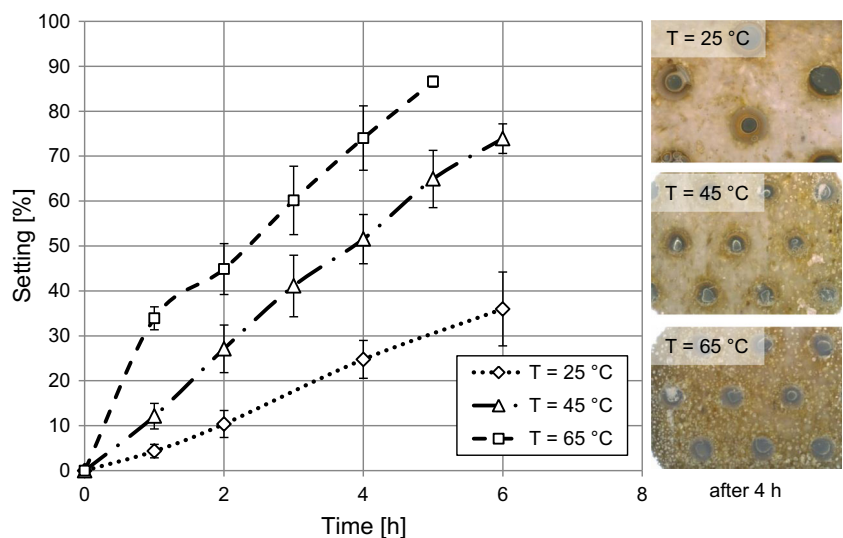 Setting [%]
100
90
80
70
60
50
40
30
20
10
0
0
2
4
6
8
Time [h]
T = 25 °C
T = 45 °C
T = 65 °C
T = 25 °C
T = 45 °C
T = 65 °C
after 4 h